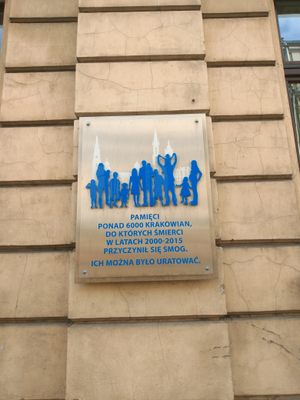 PAMIĘCI
PONAD 6000 KRAKOWIAN,
DO KTÓRYCH ŚMIERCI
W LATACH 2000-2015
PRZYCZYNIŁ SIĘ SMOG.
ICH MOŻNA BYŁO URATOWAĆ.